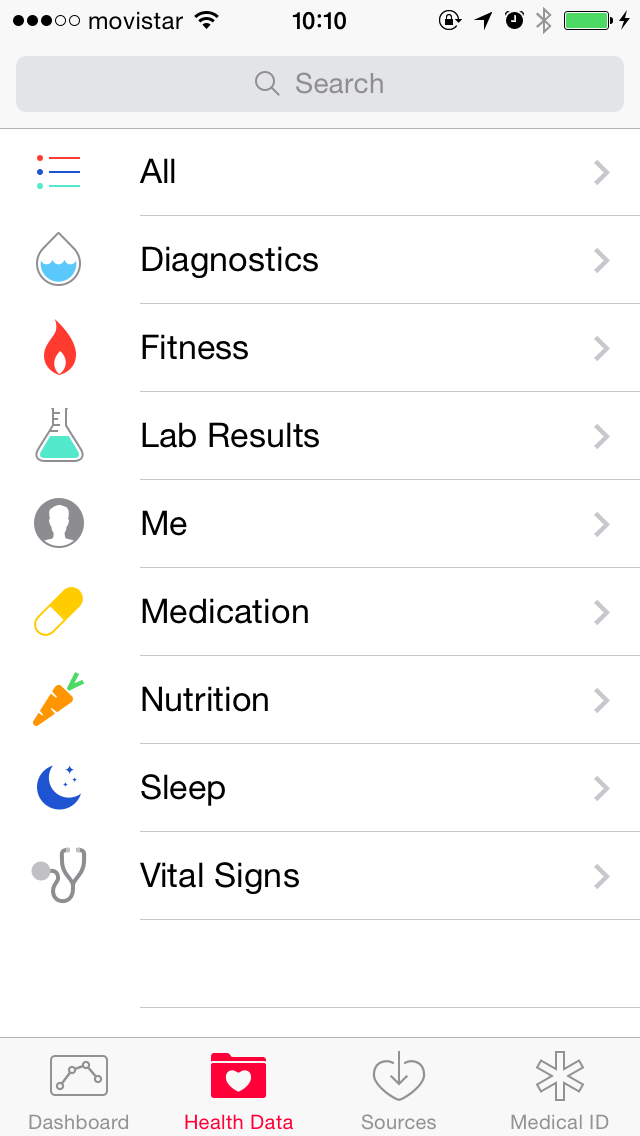 movistar 10:10
Search
All
Diagnostics
Fitness
Lab Results
Me
Medication
Nutrition
Sleep
Vital Signs
Dashboard Health Data Sources Medical ID